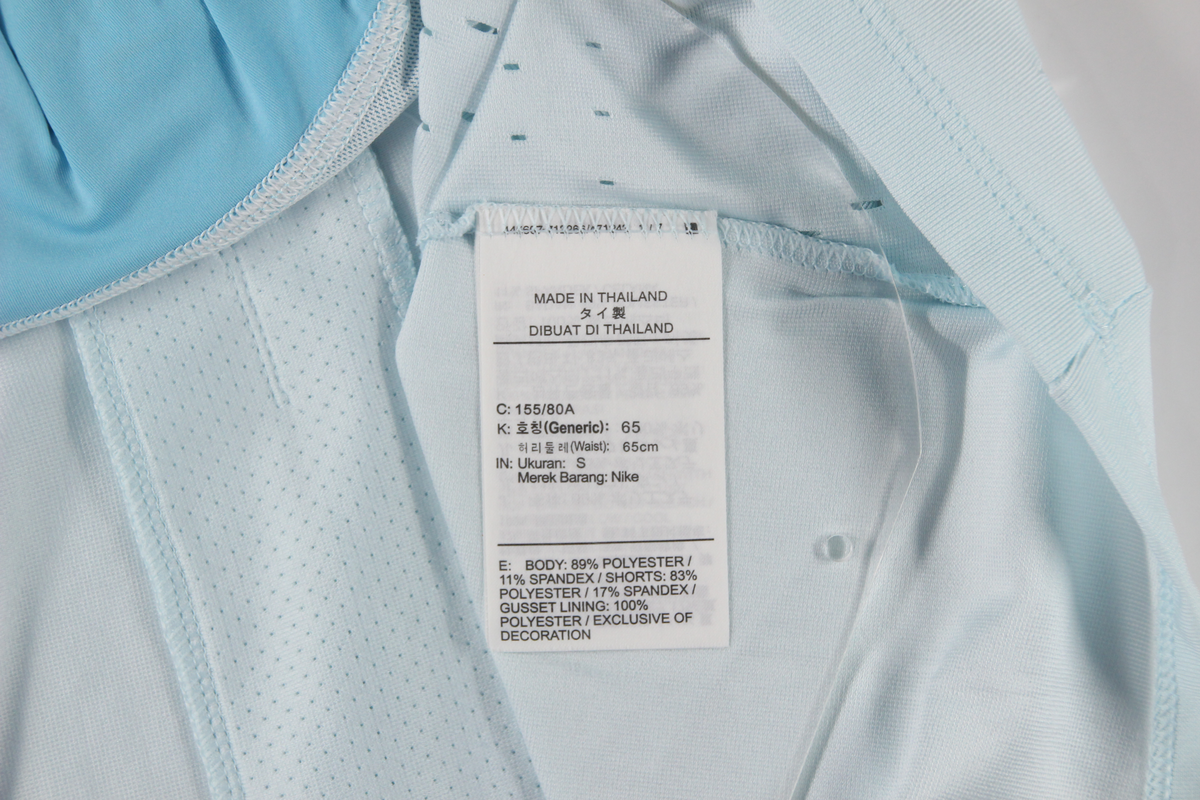 MADE IN THAILAND
タイ製
DIBUAT DI THAILAND
C: 155/80A
K: 호칭(Generic): 65
허리둘레(Waist): 65cm
IN: Ukuran: S
Merek Barang: Nike
E: BODY: 89% POLYESTER /
11% SPANDEX / SHORTS: 83%
POLYESTER / 17% SPANDEX /
GUSSET LINING: 100%
POLYESTER / EXCLUSIVE OF
DECORATION